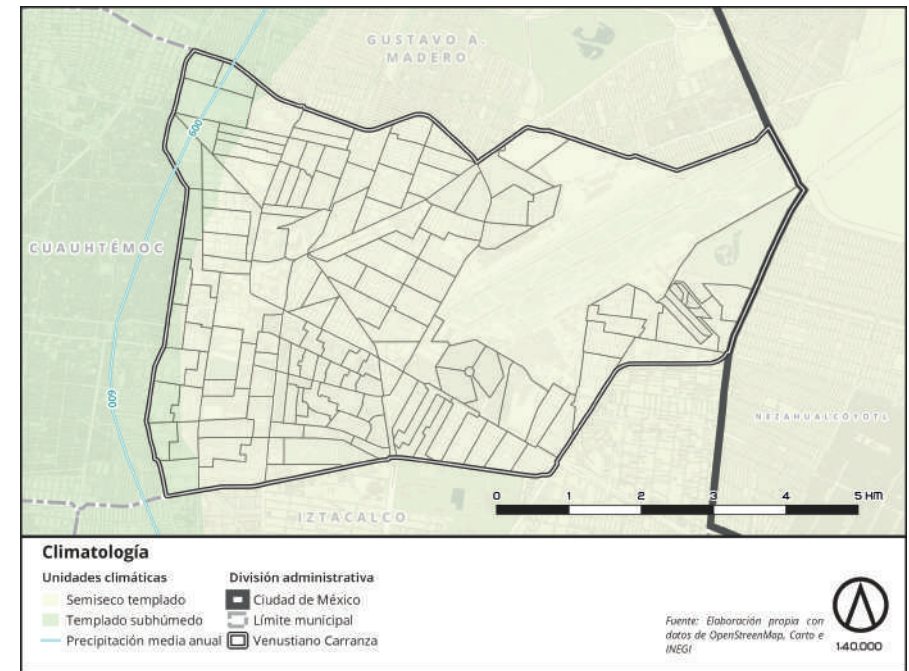 GUSTAVO A.
MADERO
600
CUAUHTÉMOC
600
NEZAHUALCÓYOTL
IZTACALCO
0 1 2 3 4 5 HM
Climatología
Unidades climáticas
Semiseco templado
Templado subhúmedo
Precipitación media anual
División administrativa
Ciudad de México
Límite municipal
Venustiano Carranza
Fuente: Elaboración propia con
datos de OpenStreenMap, Carto e
INEGI
1:40.000